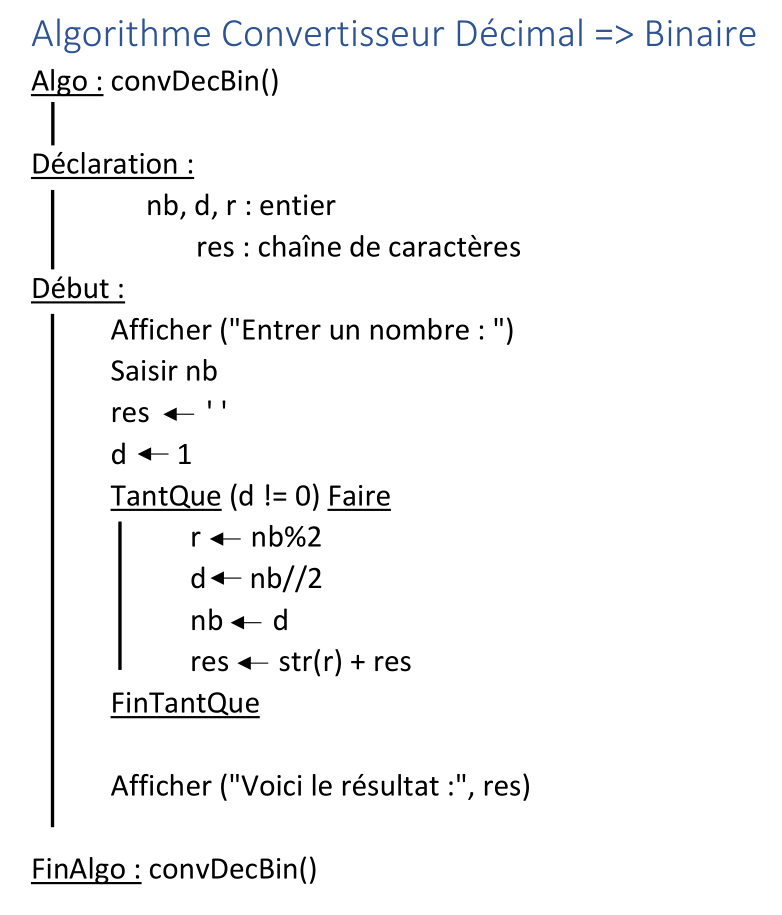 Algorithme Convertisseur Décimal => Binaire
Algo : convDecBin()
Déclaration :
nb, d, r : entier
res : chaîne de caractères
Début :
Afficher ("Entrer un nombre : ")
Saisir nb
res ← ' '
d ← 1
TantQue (d != 0) Faire
r ← nb%2
d ← nb//2
nb ← d
res ← str(r) + res
FinTantQue
Afficher ("Voici le résultat :", res)
FinAlgo : convDecBin()